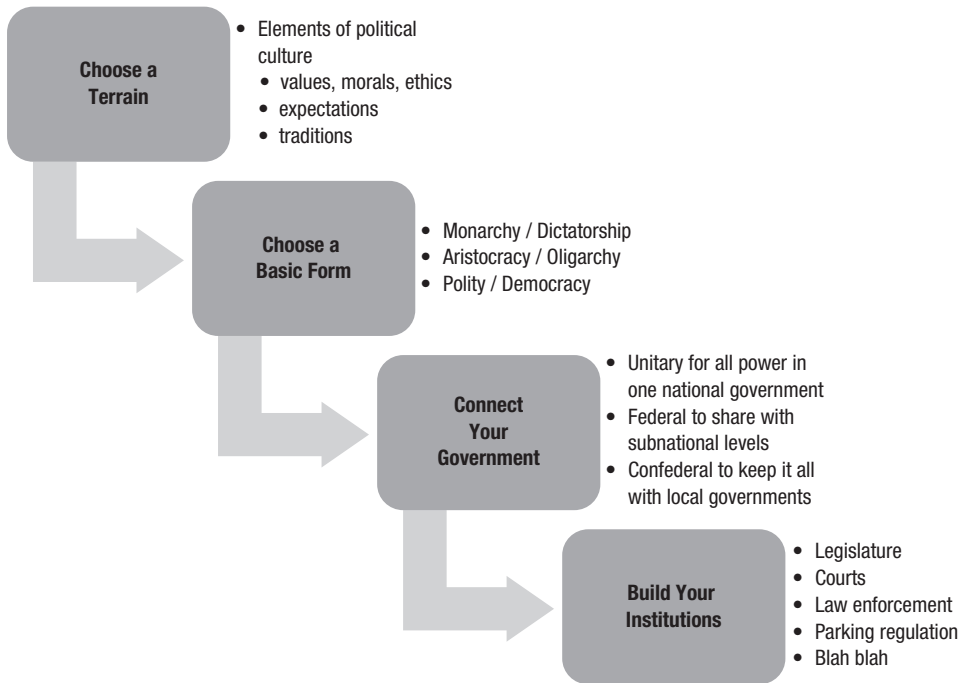 Choose a
Terrain
• Elements of political
culture
• values, morals, ethics
• expectations
• traditions
Choose a
Basic Form
• Monarchy / Dictatorship
• Aristocracy / Oligarchy
• Polity / Democracy
Connect
Your
Government
• Unitary for all power in
one national government
• Federal to share with
subnational levels
• Confederal to keep it all
with local governments
Build Your
Institutions
• Legislature
• Courts
• Law enforcement
• Parking regulation
• Blah blah